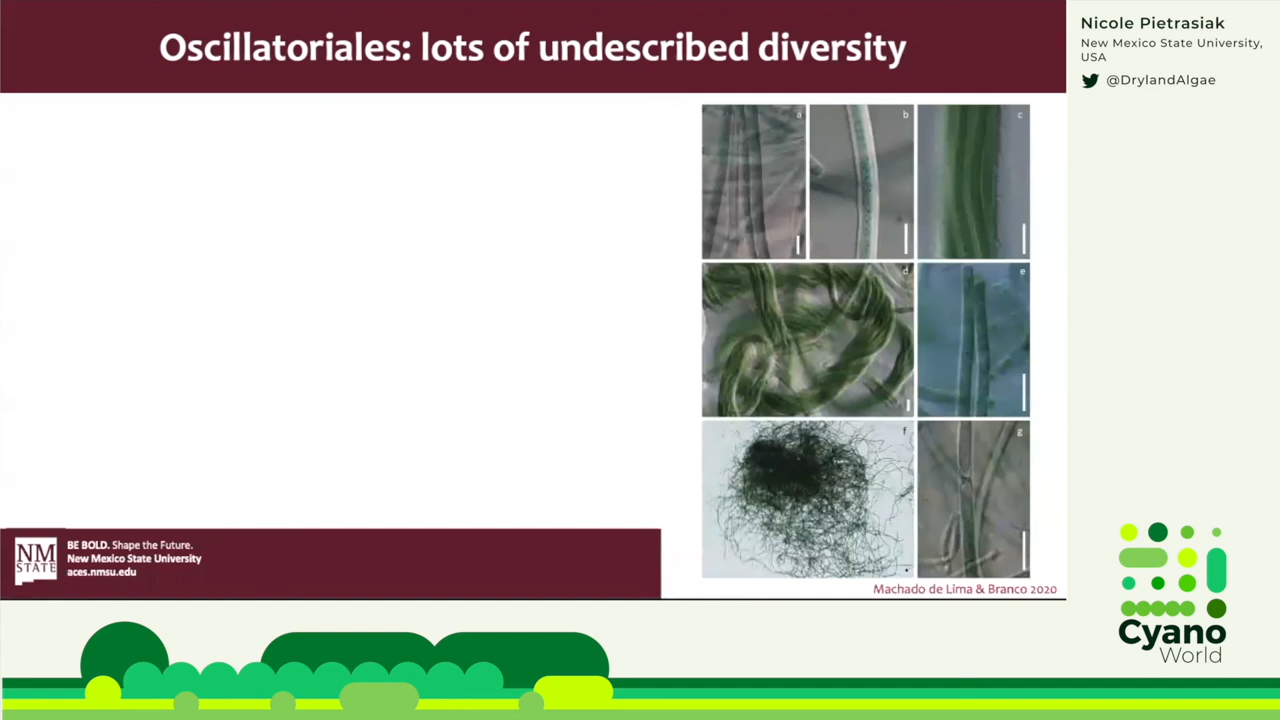 Oscillatoriales: lots of undescribed diversity
a
b
c
d
e
f
g
Machado de Lima & Branco 2020
NM
STATE
BE BOLD. Shape the Future.
New Mexico State University
aces.nmsu.edu
Nicole Pietrasiak
New Mexico State University,
USA
@DrylandAlgae
Cyano
World